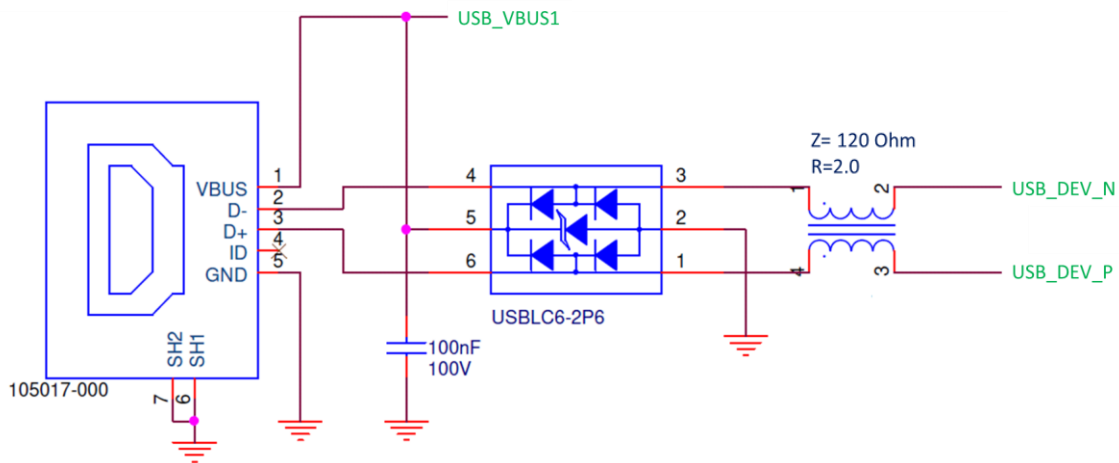 USB_VBUS1
Z= 120 Ohm
R=2.0
VBUS 1
D- 2
D+ 3
ID 4
GND 5
4 3
5 2
6 1
1 2
4 3
USB_DEV_N
USB_DEV_P
USBLC6-2P6
100nF
100V
SH2
SH1
7
6
105017-000